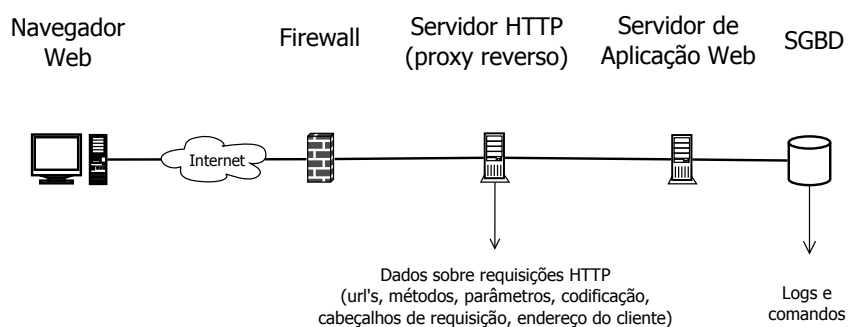 Navegador
Web
Firewall
Servidor HTTP
(proxy reverso)
Servidor de
Aplicação Web
SGBD
Internet
Dados sobre requisições HTTP
(url's, métodos, parâmetros, codificação,
cabeçalhos de requisição, endereço do cliente)
Logs e
comandos